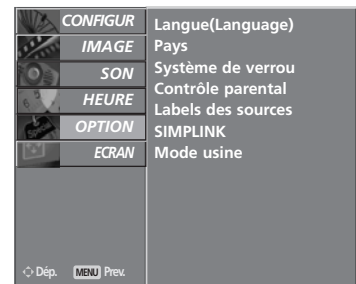 CONFIGUR
IMAGE
SON
HEURE
OPTION
ECRAN
Langue(Language)
Pays
Système de verrou
Contrôle parental
Labels des sources
SIMPLINK
Mode usine
Dép. MENU Prev.